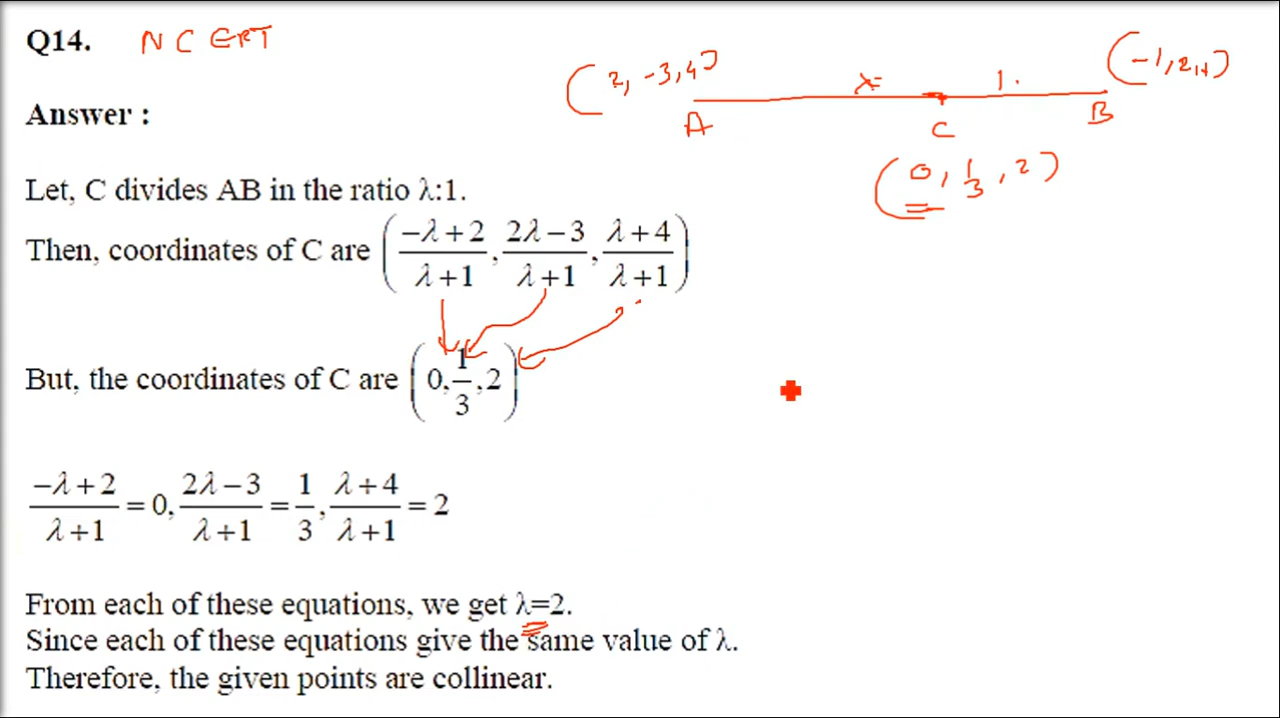 Q14. NCERT
(2, -3, 4) λ 1. (-1, 2, 1)
A C B
(0, 1/3, 2)
Answer :
Let, C divides AB in the ratio λ:1.
Then, coordinates of C are ( (−λ+2)/(λ+1), (2λ−3)/(λ+1), (λ+4)/(λ+1) )
But, the coordinates of C are (0, 1/3, 2)
(−λ+2)/(λ+1) = 0, (2λ−3)/(λ+1) = 1/3, (λ+4)/(λ+1) = 2
From each of these equations, we get λ=2.
Since each of these equations give the same value of λ.
Therefore, the given points are collinear.